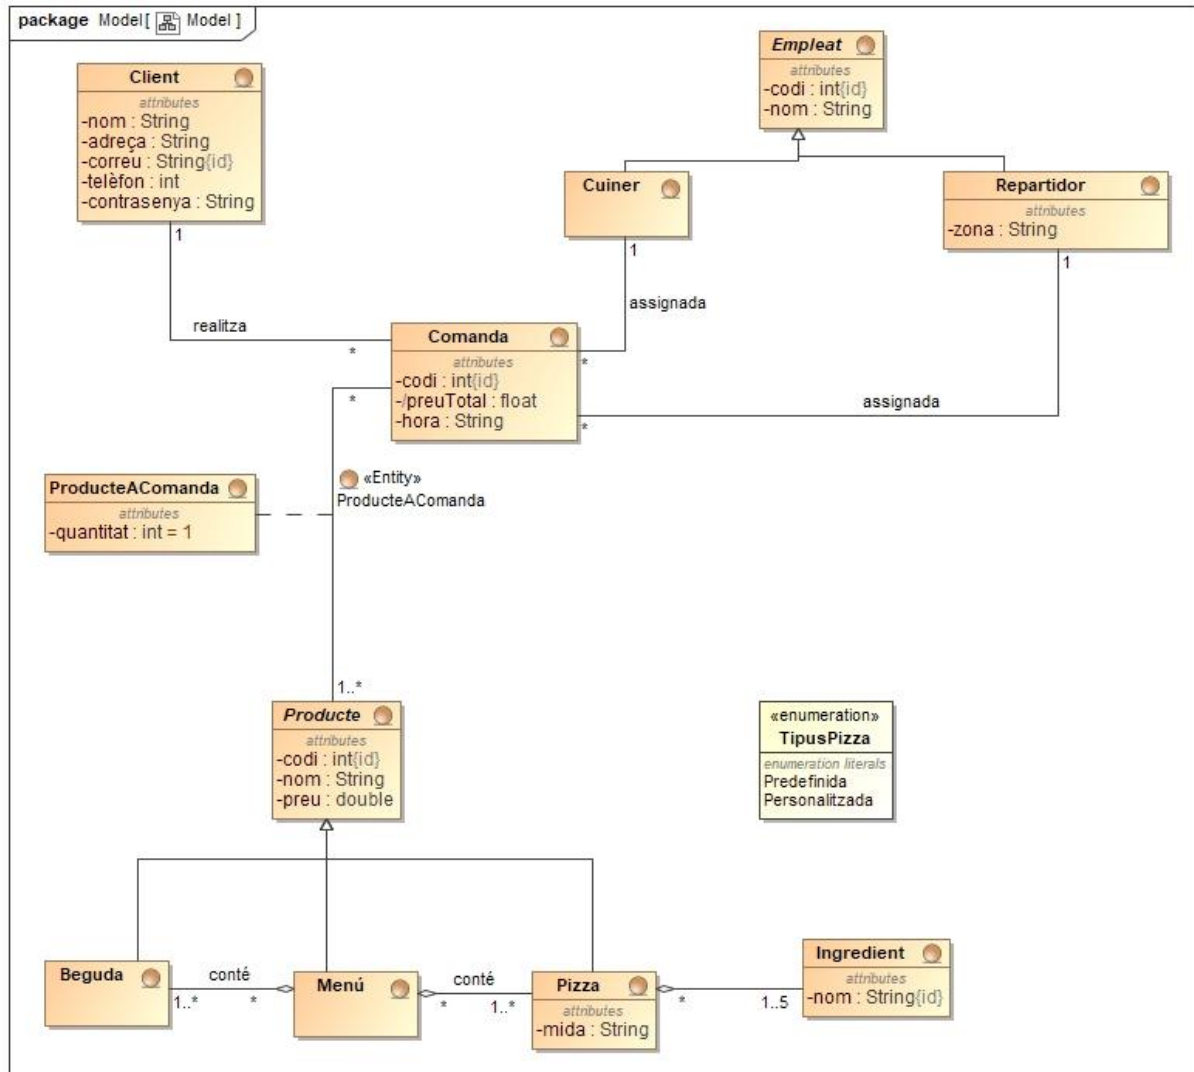 package Model[ Model ]
Client
attributes
-nom : String
-adreça : String
-correu : String{id}
-telèfon : int
-contrasenya : String
1
Empleat
attributes
-codi : int{id}
-nom : String
Cuiner
1
Repartidor
attributes
-zona : String
1
assignada
realitza
*
Comanda
attributes
-codi : int{id}
-/preuTotal : float
-hora : String
*
*
assignada
*
ProducteAComanda
attributes
-quantitat : int = 1
«Entity»
ProducteAComanda
1..*
Producte
attributes
-codi : int{id}
-nom : String
-preu : double
«enumeration»
TipusPizza
enumeration literals
Predefinida
Personalitzada
Beguda
conté
1..*
*
Menú
conté
*
1..*
Pizza
attributes
-mida : String
*
1..5
Ingredient
attributes
-nom : String{id}